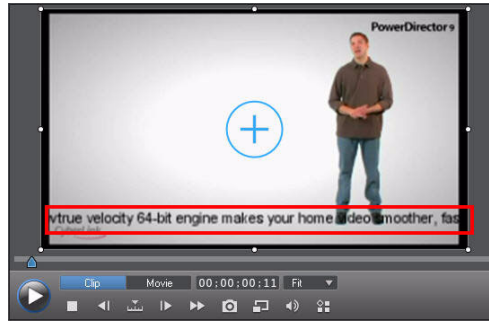 PowerDirector 9
vtrue velocity 64-bit engine makes your home video smoother, fas
CyberLink
Clip Movie 00:00:00:11 Fit